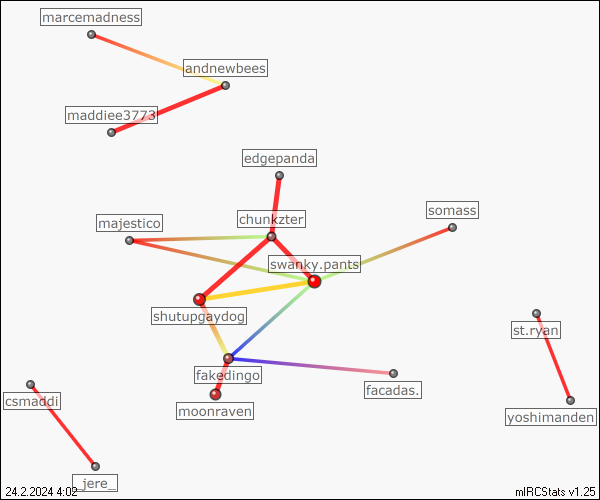 marcemadness
andnewbees
maddiee3773
edgepanda
somass
chunkzter
majestico
swanky.pants
shutupgaydog
st.ryan
fakedingo
facadas.
csmaddi
moonraven
yoshimanden
_jere_
24.2.2024 4:02
mIRCStats v1.25